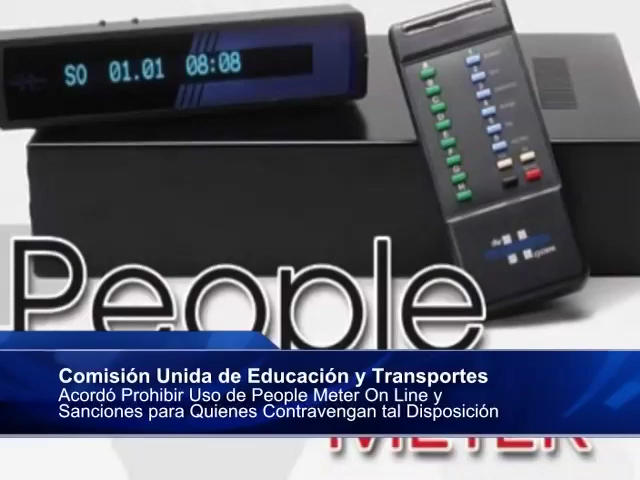 SO 01.01 08:08
People
Comisión Unida de Educación y Transportes
Acordó Prohibir Uso de People Meter On Line y
Sanciones para Quienes Contravengan tal Disposición
METER